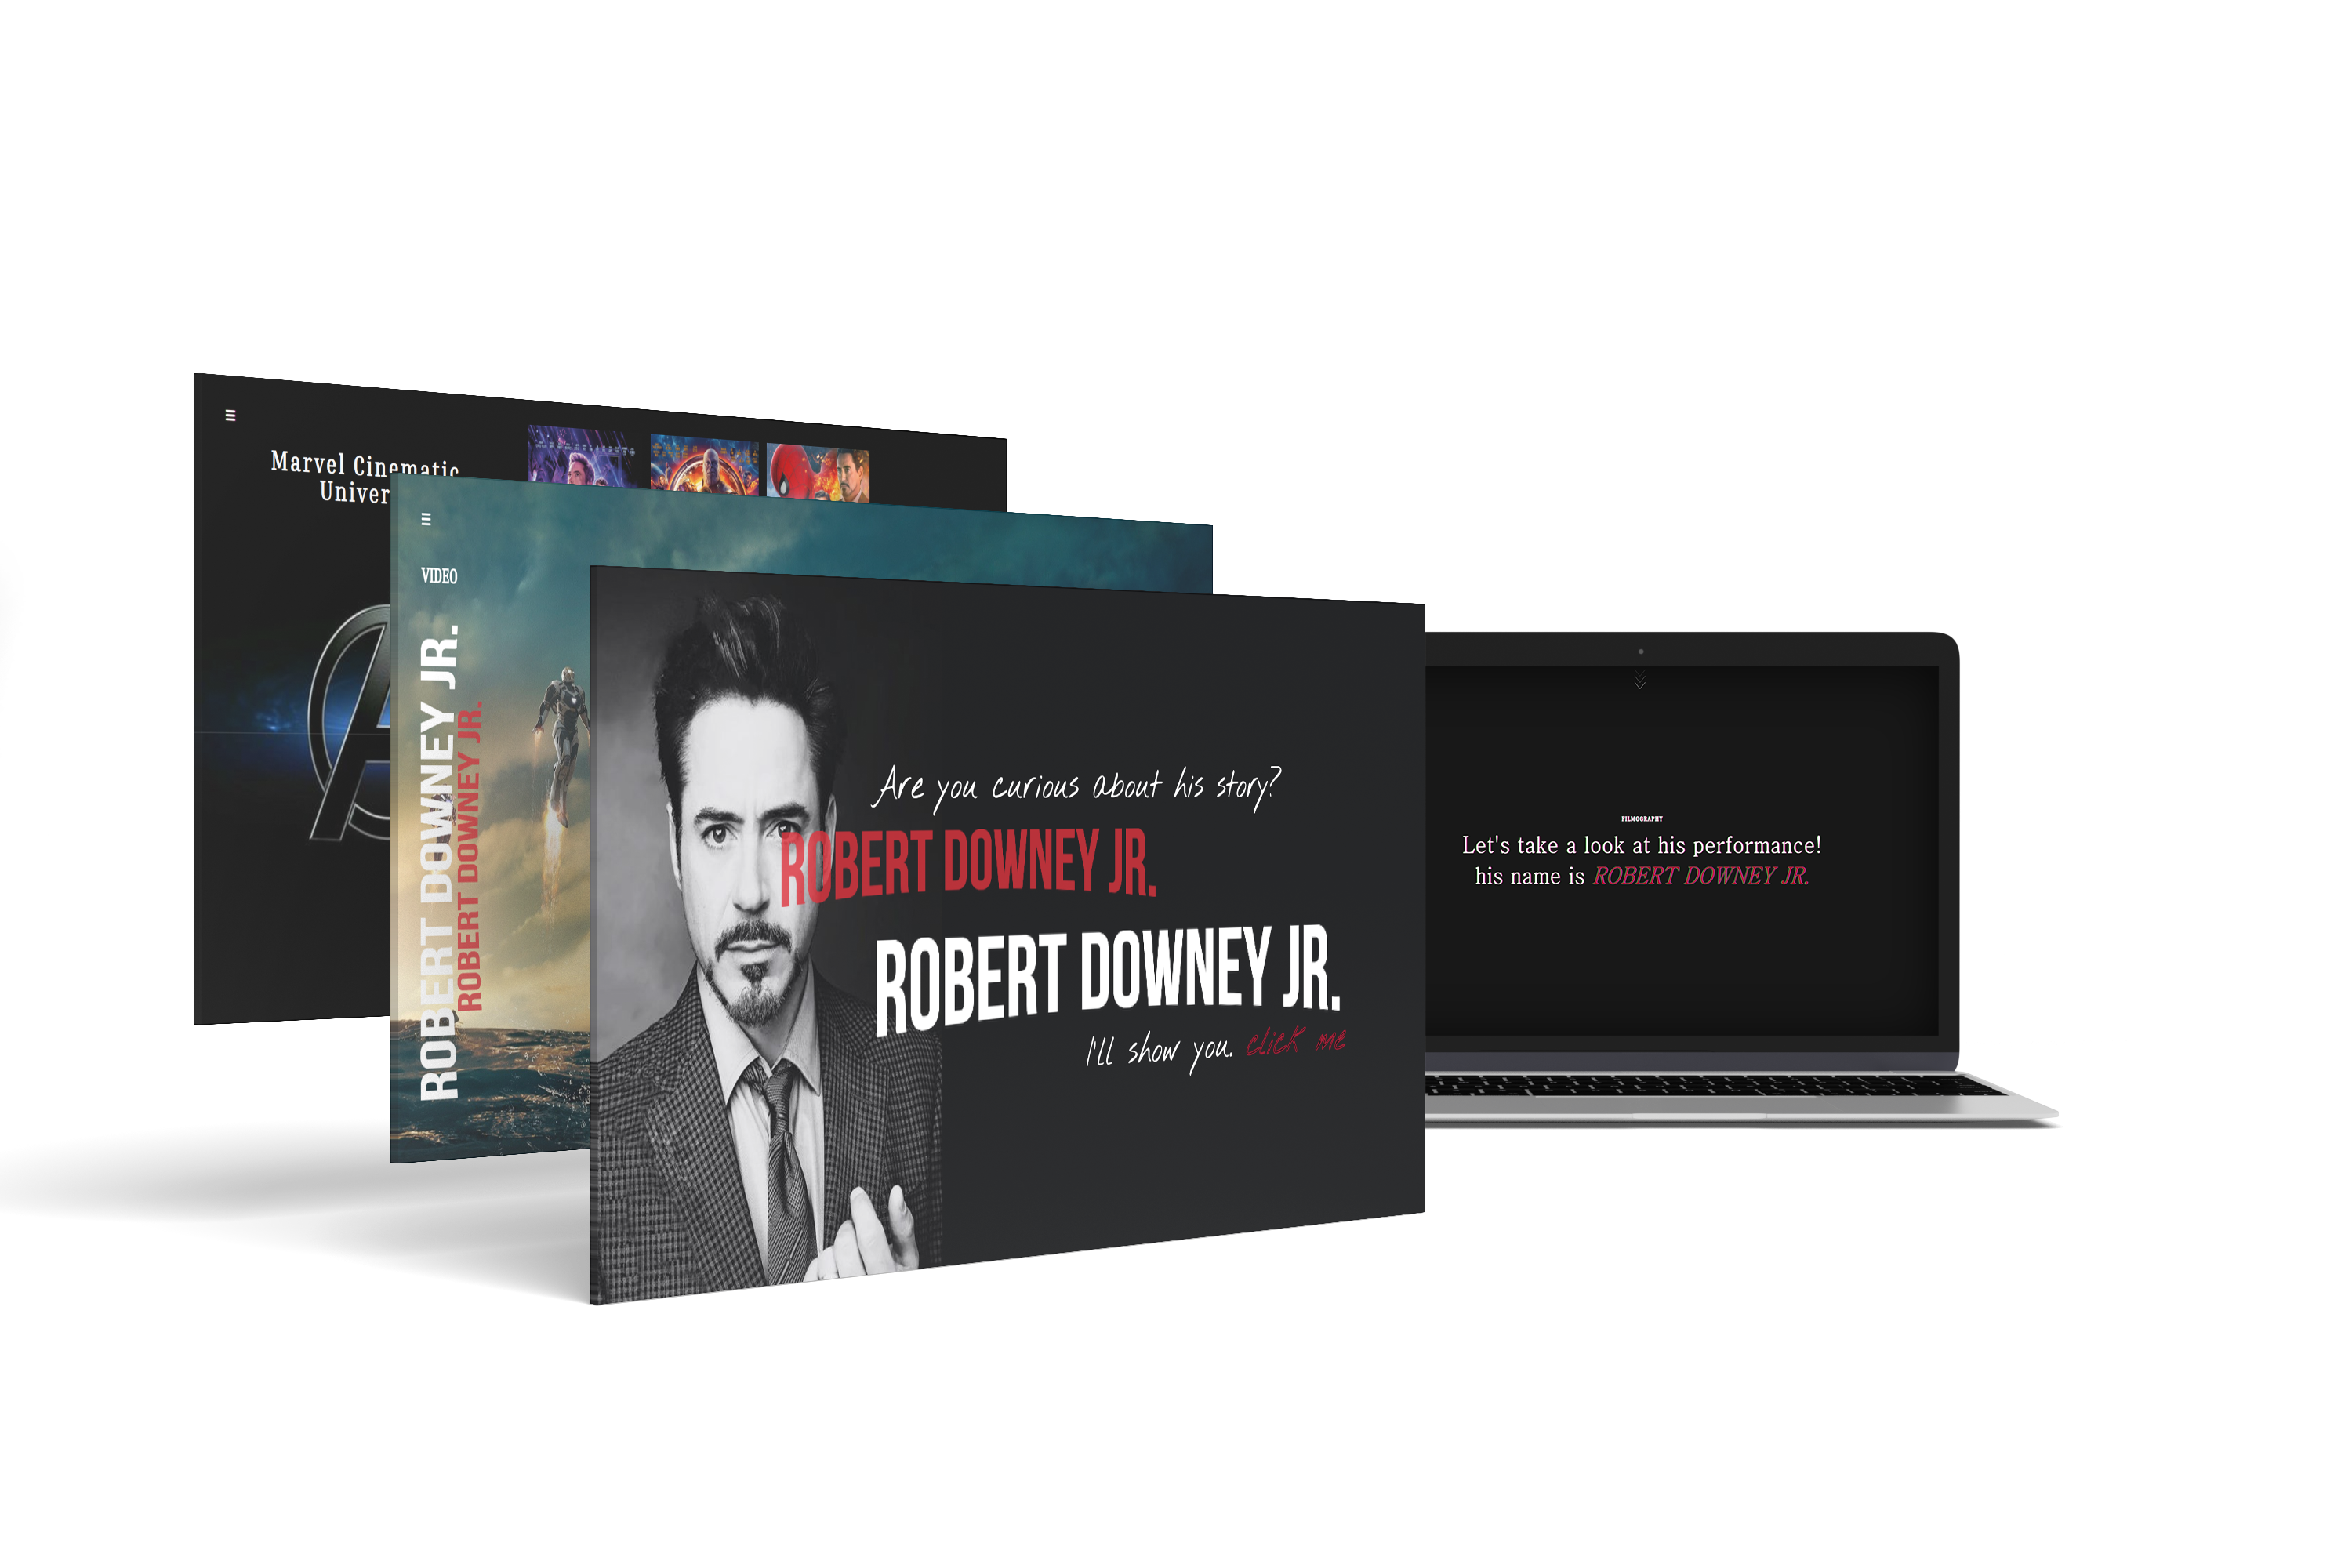 Marvel Cinematic
Univer
VIDEO
ROBERT DOWNEY JR.
ROBERT DOWNEY JR.
Are you curious about his story?
ROBERT DOWNEY JR.
ROBERT DOWNEY JR.
I'll show you. click me
FILMOGRAPHY
Let's take a look at his performance!
his name is ROBERT DOWNEY JR.